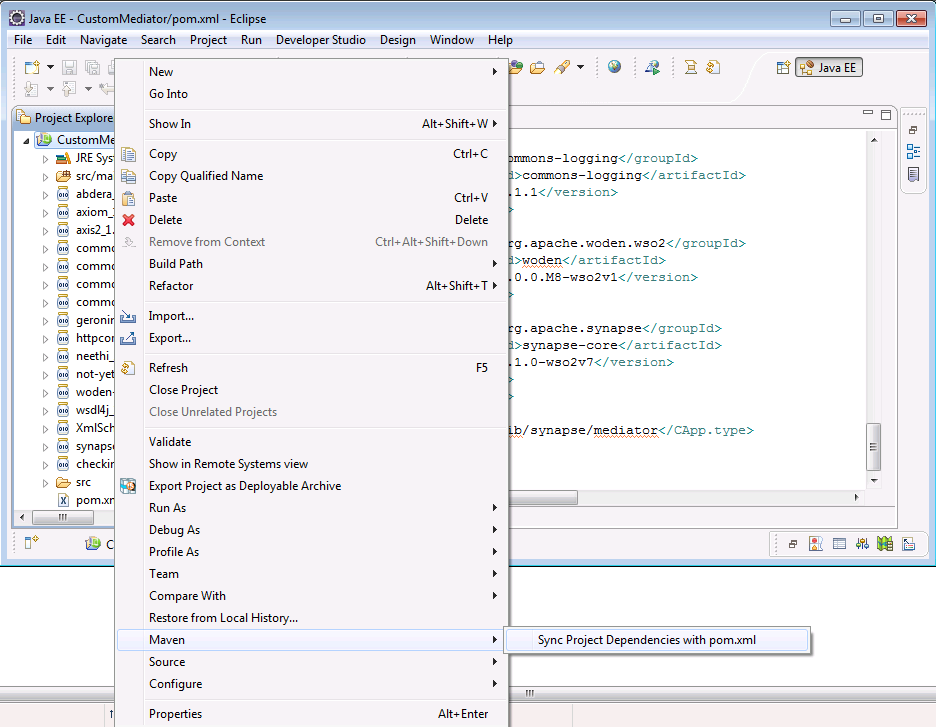 Java EE - CustomMediator/pom.xml - Eclipse
File Edit Navigate Search Project Run Developer Studio Design Window Help
Java EE
Project Explore
CustomMe
JRE Sys
src/ma
abdera_
axiom_
axis2_1.
commo
commo
commo
commo
geronim
httpcor
neethi_
not-yet
woden-
wsdl4j_
XmlSch
synapse
checkin
src
pom.xm
New
Go Into
Show In Alt+Shift+W
Copy Ctrl+C
Copy Qualified Name
Paste Ctrl+V
Delete Delete
Remove from Context Ctrl+Alt+Shift+Down
Build Path
Refactor Alt+Shift+T
Import...
Export...
Refresh F5
Close Project
Close Unrelated Projects
Validate
Show in Remote Systems view
Export Project as Deployable Archive
Run As
Debug As
Profile As
Team
Compare With
Restore from Local History...
Maven
Source
Configure
Properties Alt+Enter
Sync Project Dependencies with pom.xml
ommons-logging</groupId>
d>commons-logging</artifactId>
.1.1</version>
>
rg.apache.woden.wso2</groupId>
d>woden</artifactId>
.0.0.M8-wso2v1</version>
>
rg.apache.synapse</groupId>
d>synapse-core</artifactId>
.1.0-wso2v7</version>
>
>
ib/synapse/mediator</CApp.type>